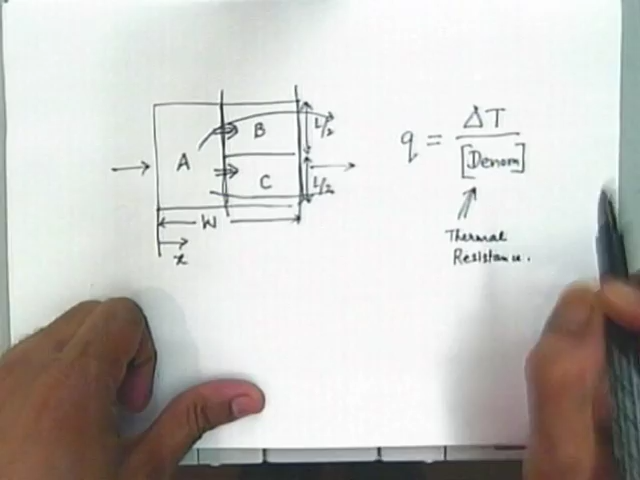 A
B
C
L/2
L/2
W
x
q = ΔT / [Denom]
Thermal
Resistance.